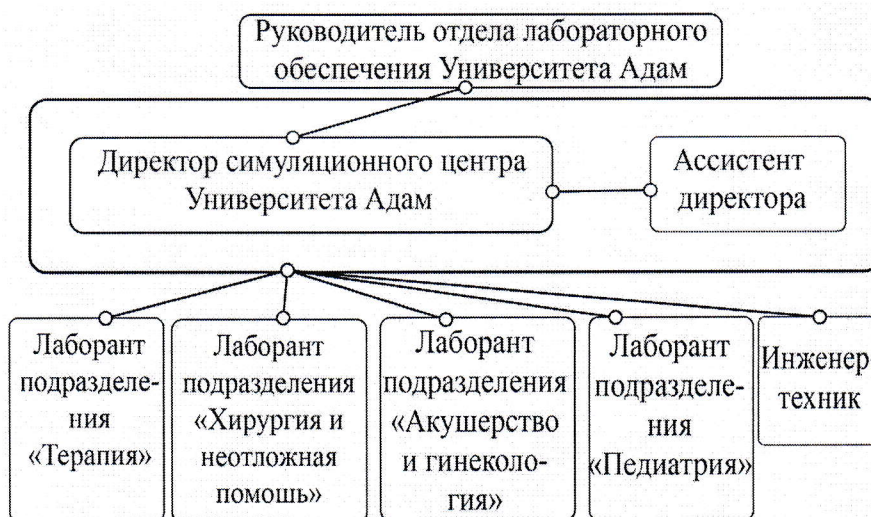 Руководитель отдела лабораторного
обеспечения Университета Адам
Директор симуляционного центра
Университета Адам
Ассистент
директора
Лаборант
подразделе-
ния
«Терапия»
Лаборант
подразделения
«Хирургия и
неотложная
помошь»
Лаборант
подразделения
«Акушерство
и гинеколо-
гия»
Лаборант
подразделе-
ния
«Педиатрия»
Инженер
техник